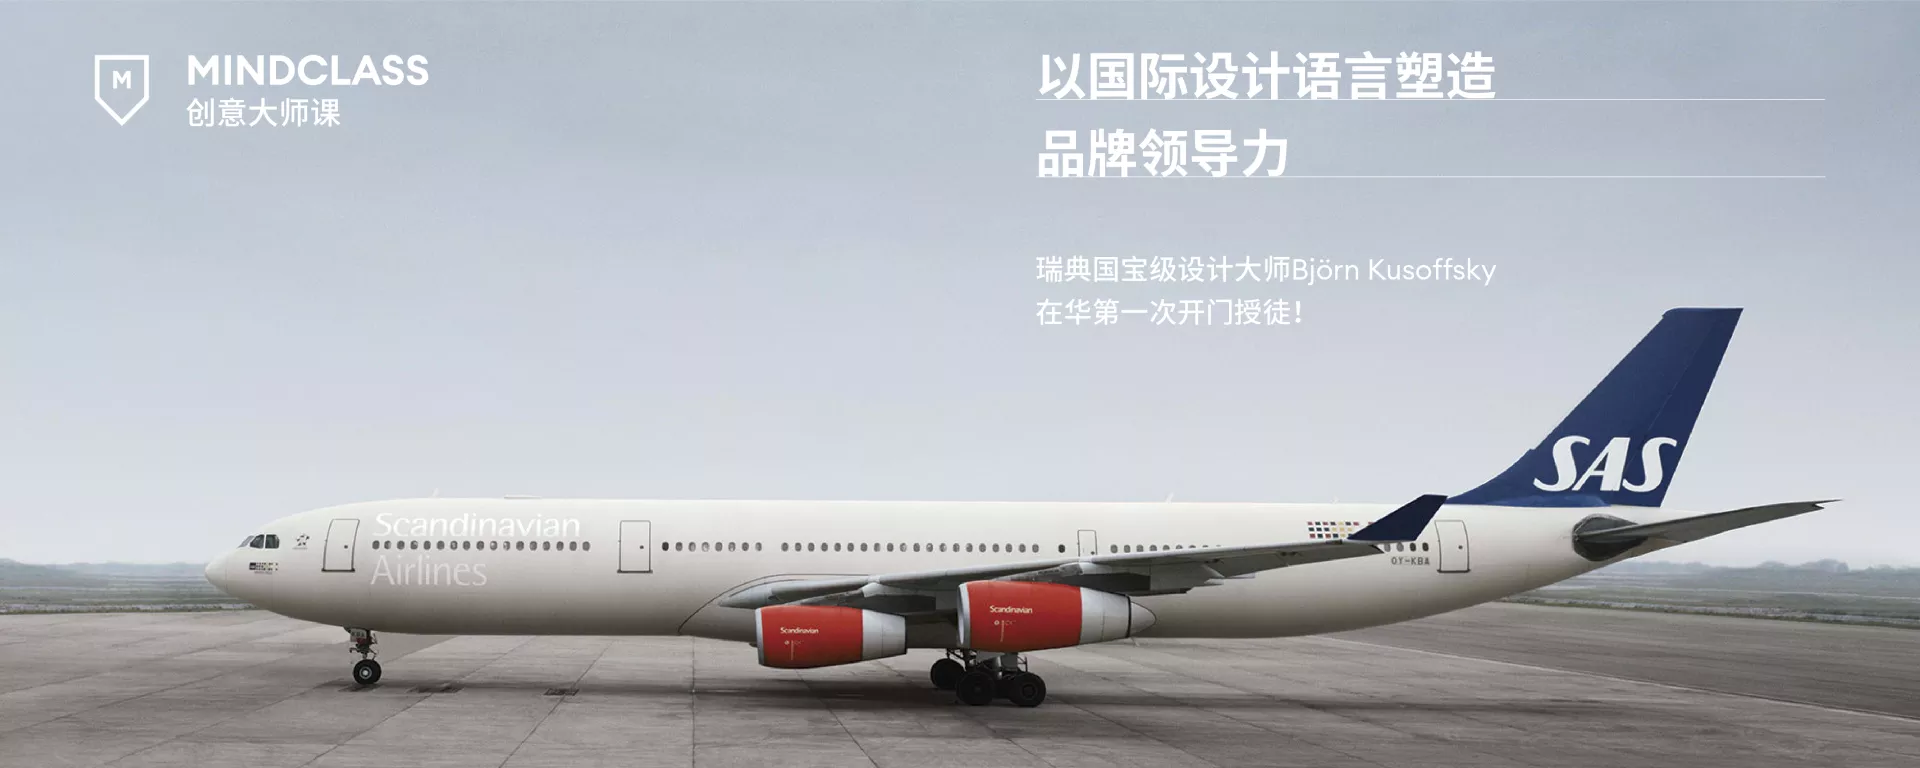 M
MINDCLASS
创意大师课
以国际设计语言塑造
品牌领导力
瑞典国宝级设计大师Björn Kusoffsky
在华第一次开门授徒！
SAS
Scandinavian
Airlines
OY-KBA
Scandinavian
Scandinavian